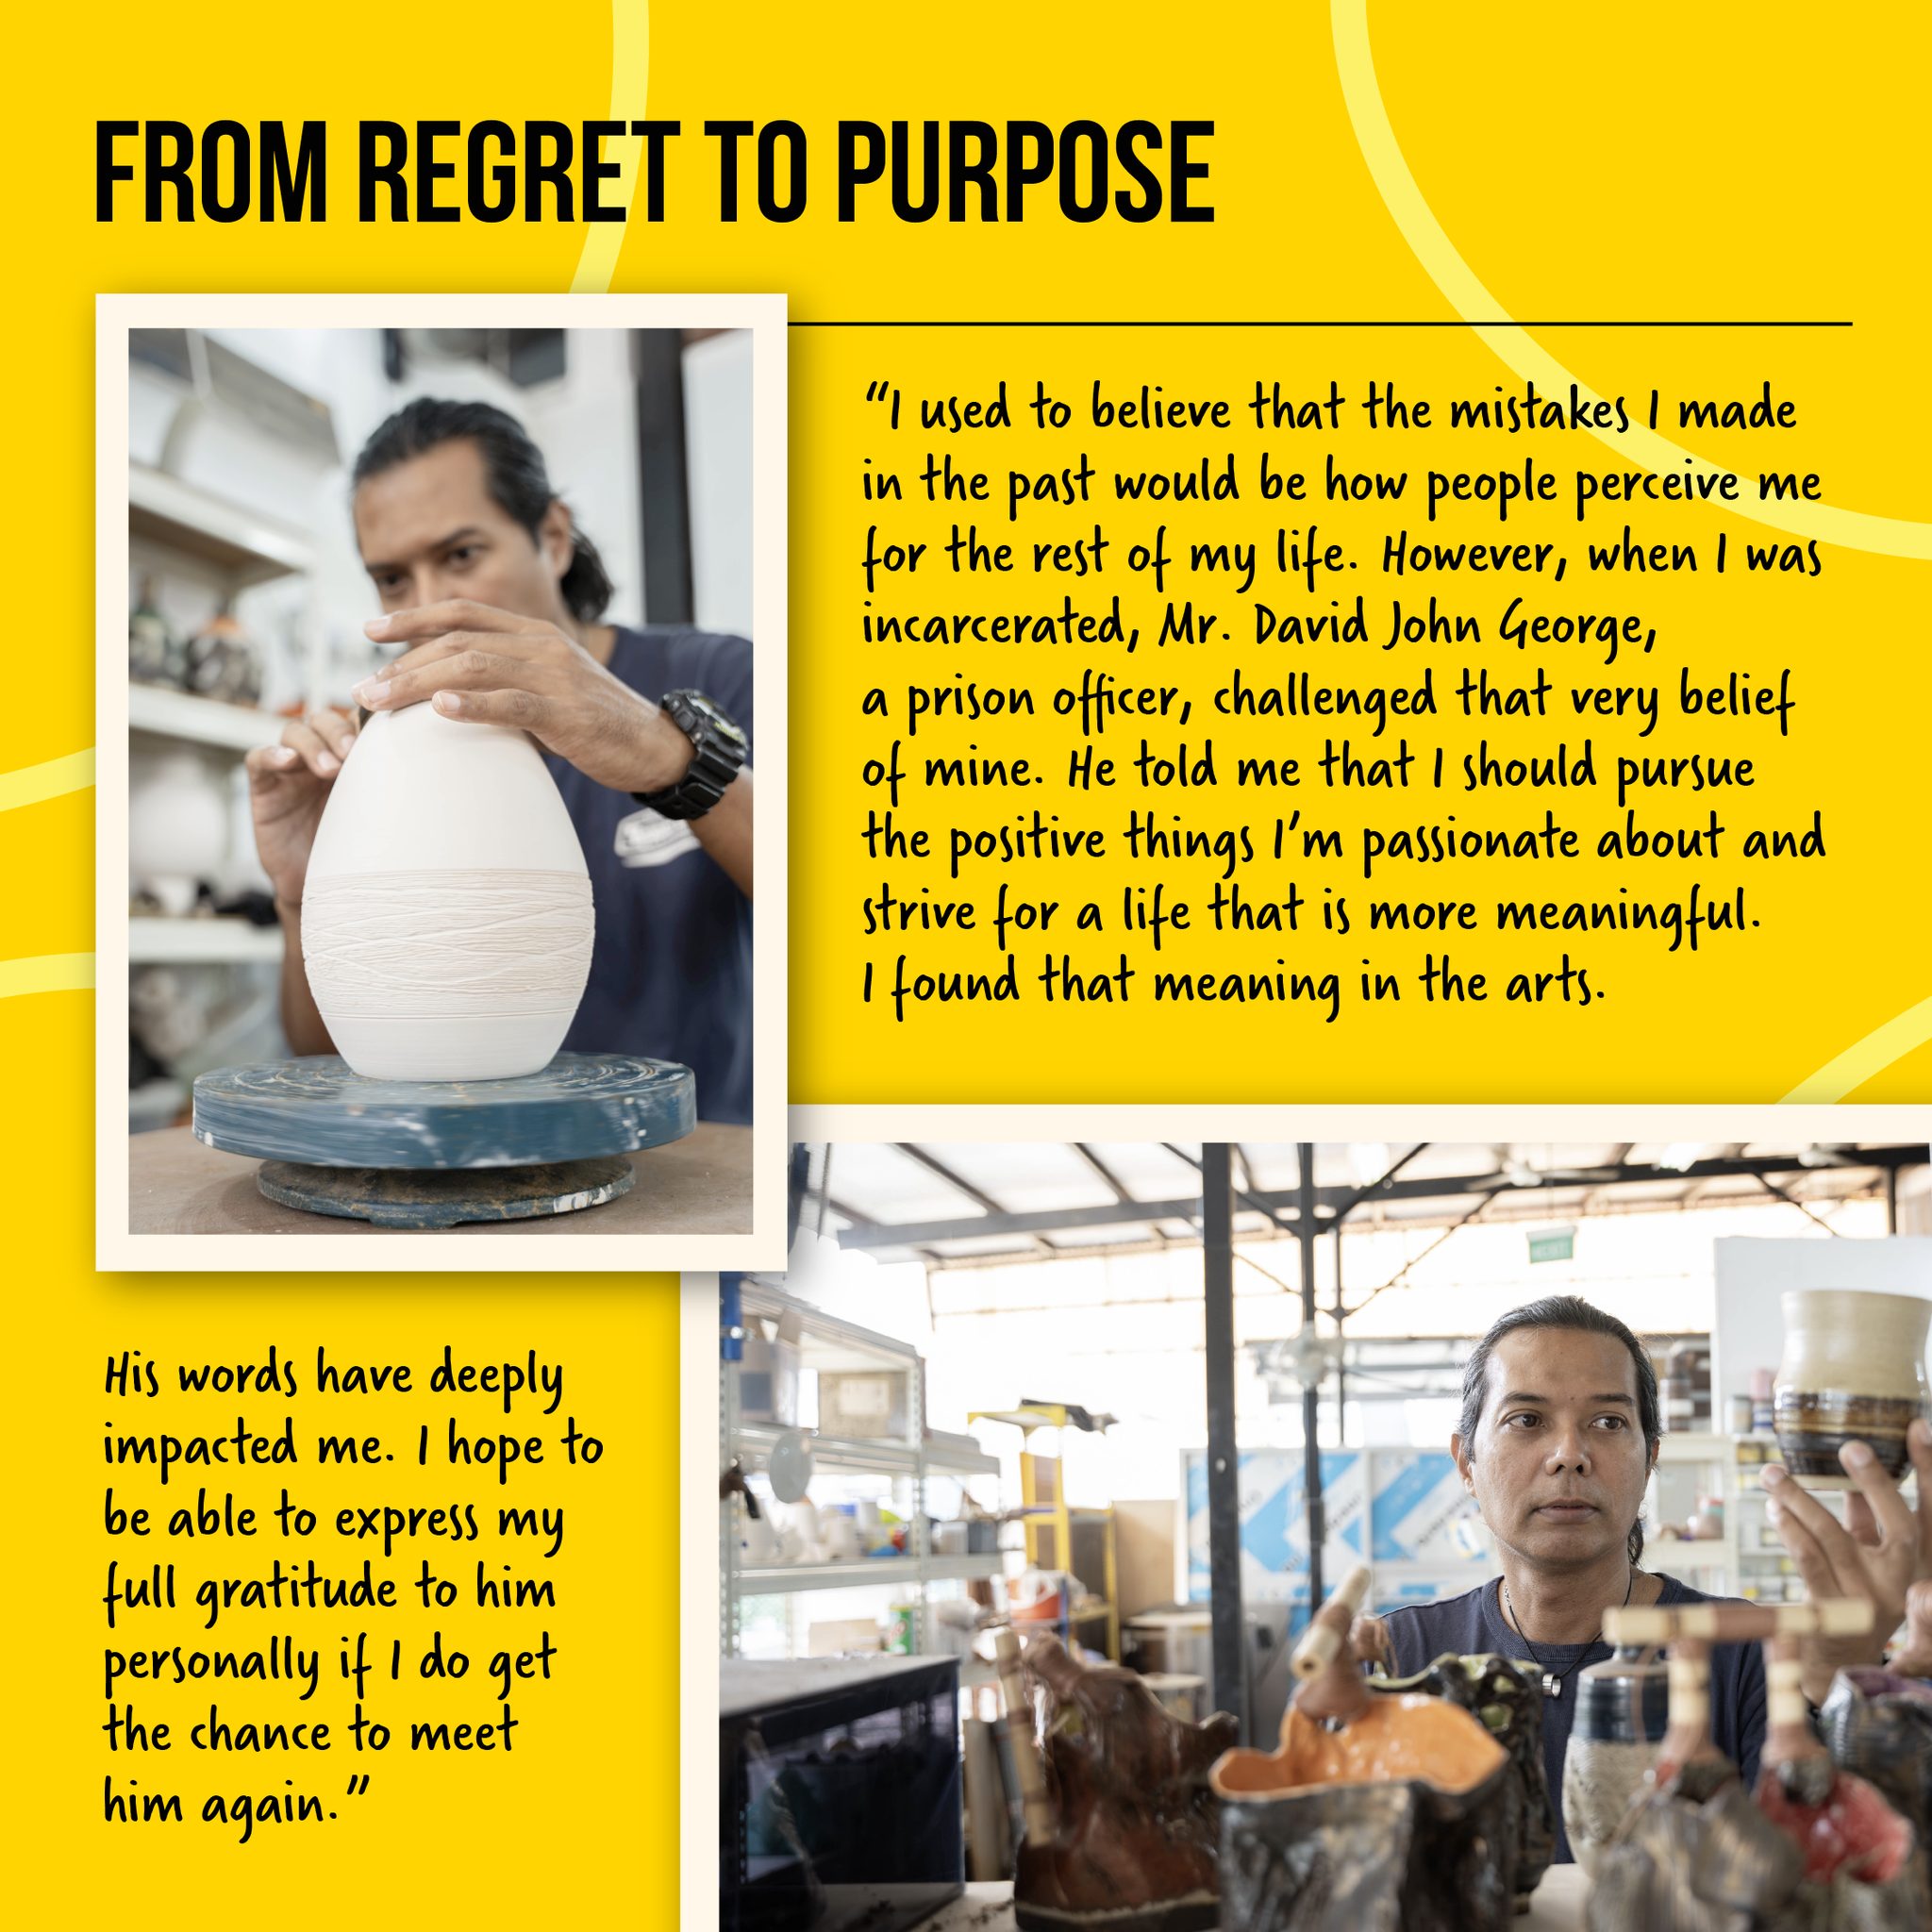 FROM REGRET TO PURPOSE
“I used to believe that the mistakes I made
in the past would be how people perceive me
for the rest of my life. However, when I was
incarcerated, Mr. David John George,
a prison officer, challenged that very belief
of mine. He told me that I should pursue
the positive things I’m passionate about and
strive for a life that is more meaningful.
I found that meaning in the arts.
His words have deeply
impacted me. I hope to
be able to express my
full gratitude to him
personally if I do get
the chance to meet
him again.”